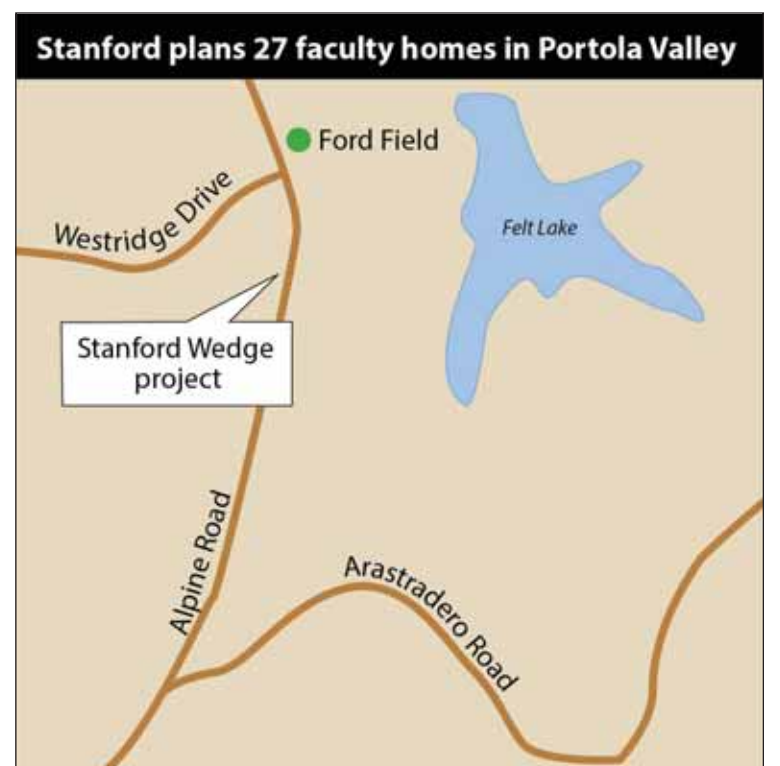 Stanford plans 27 faculty homes in Portola Valley
Ford Field
Westridge Drive
Felt Lake
Stanford Wedge
project
Alpine Road
Arastradero Road